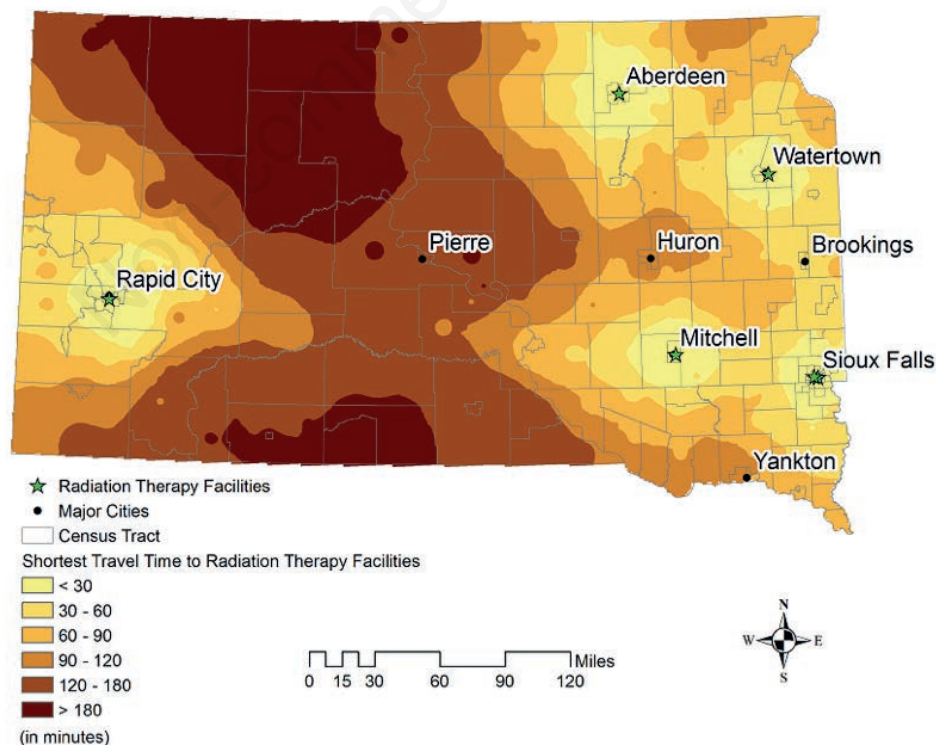 Aberdeen
Watertown
Pierre
Huron
Brookings
Rapid City
Mitchell
Sioux Falls
Yankton
Radiation Therapy Facilities
Major Cities
Census Tract
Shortest Travel Time to Radiation Therapy Facilities
< 30
30 - 60
60 - 90
90 - 120
120 - 180
> 180
(in minutes)
Miles
0 15 30 60 90 120
N
W E
S